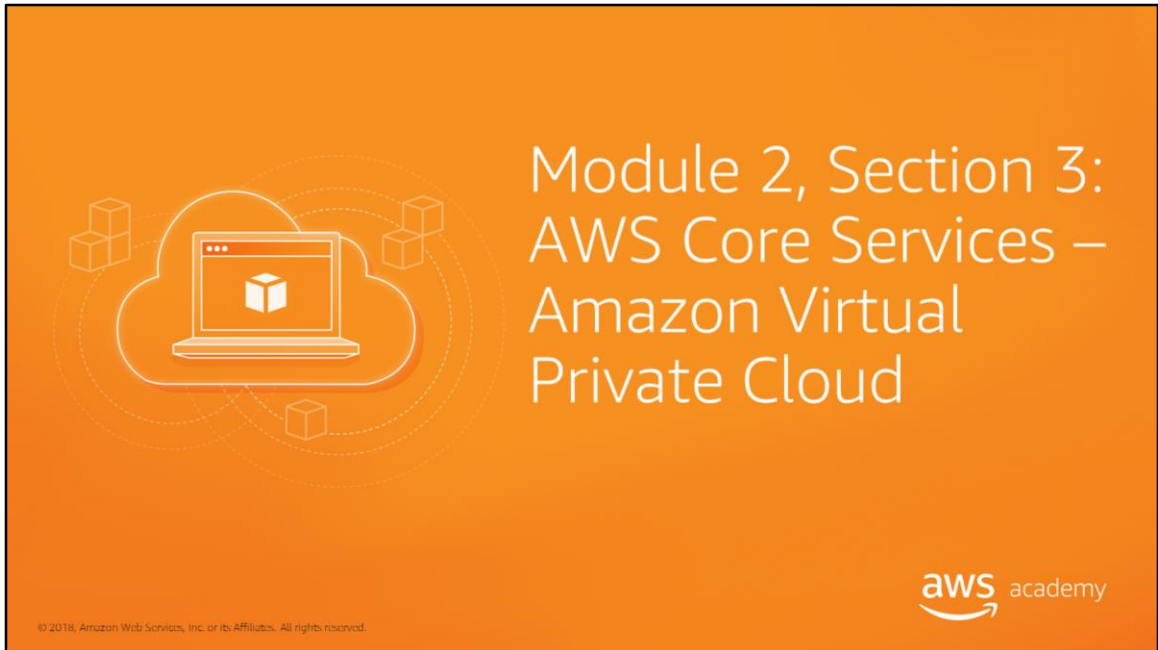 Module 2, Section 3:
AWS Core Services –
Amazon Virtual
Private Cloud
aws academy
© 2018, Amazon Web Services, Inc. or its Affiliates. All rights reserved.